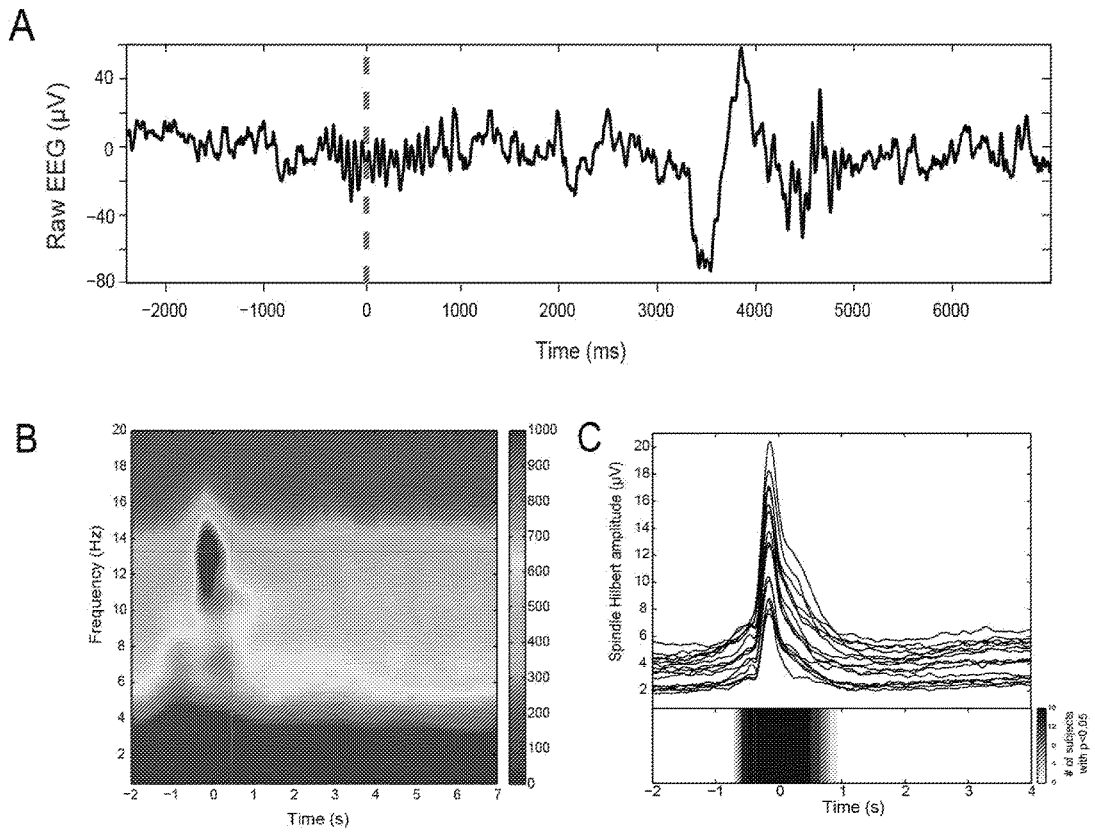 A
Raw EEG (µV)
40
0
−40
−80
−2000 −1000 0 1000 2000 3000 4000 5000 6000
Time (ms)
B
Frequency (Hz)
20
18
16
14
12
10
8
6
4
2
−2 −1 0 1 2 3 4 5 6 7
Time (s)
1000
900
800
700
600
500
400
300
200
100
0
C
Spindle Hilbert amplitude (µV)
20
18
16
14
12
10
8
6
4
2
−2 −1 0 1 2 3 4
Time (s)
# of subjects
with p<0.05